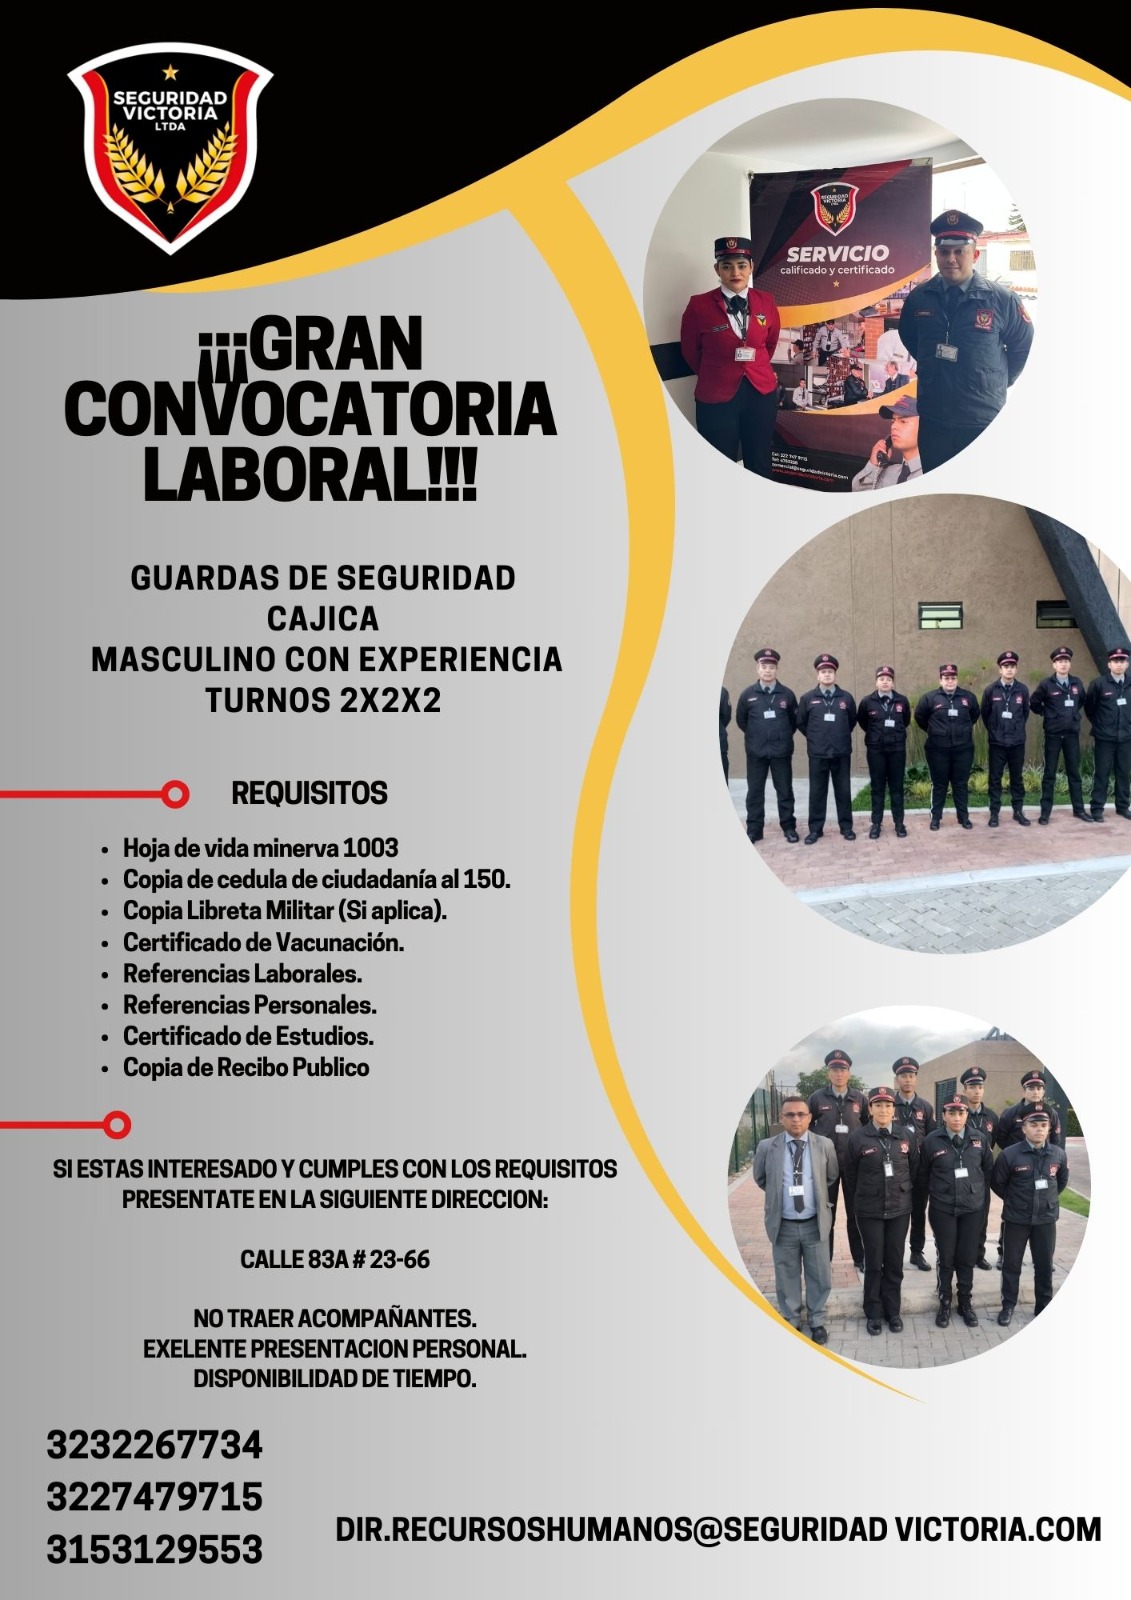 SEGURIDAD
VICTORIA
LTDA
SEGURIDAD
VICTORIA
SERVICIO
calificado y certificado
¡¡¡GRAN
CONVOCATORIA
LABORAL!!!
GUARDAS DE SEGURIDAD
CAJICA
MASCULINO CON EXPERIENCIA
TURNOS 2X2X2
REQUISITOS
• Hoja de vida minerva 1003
• Copia de cedula de ciudadanía al 150.
• Copia Libreta Militar (Si aplica).
• Certificado de Vacunación.
• Referencias Laborales.
• Referencias Personales.
• Certificado de Estudios.
• Copia de Recibo Publico
SI ESTAS INTERESADO Y CUMPLES CON LOS REQUISITOS
PRESENTATE EN LA SIGUIENTE DIRECCION:
CALLE 83A # 23-66
NO TRAER ACOMPAÑANTES.
EXELENTE PRESENTACION PERSONAL.
DISPONIBILIDAD DE TIEMPO.
3232267734
3227479715
3153129553
DIR.RECURSOSHUMANOS@SEGURIDAD VICTORIA.COM